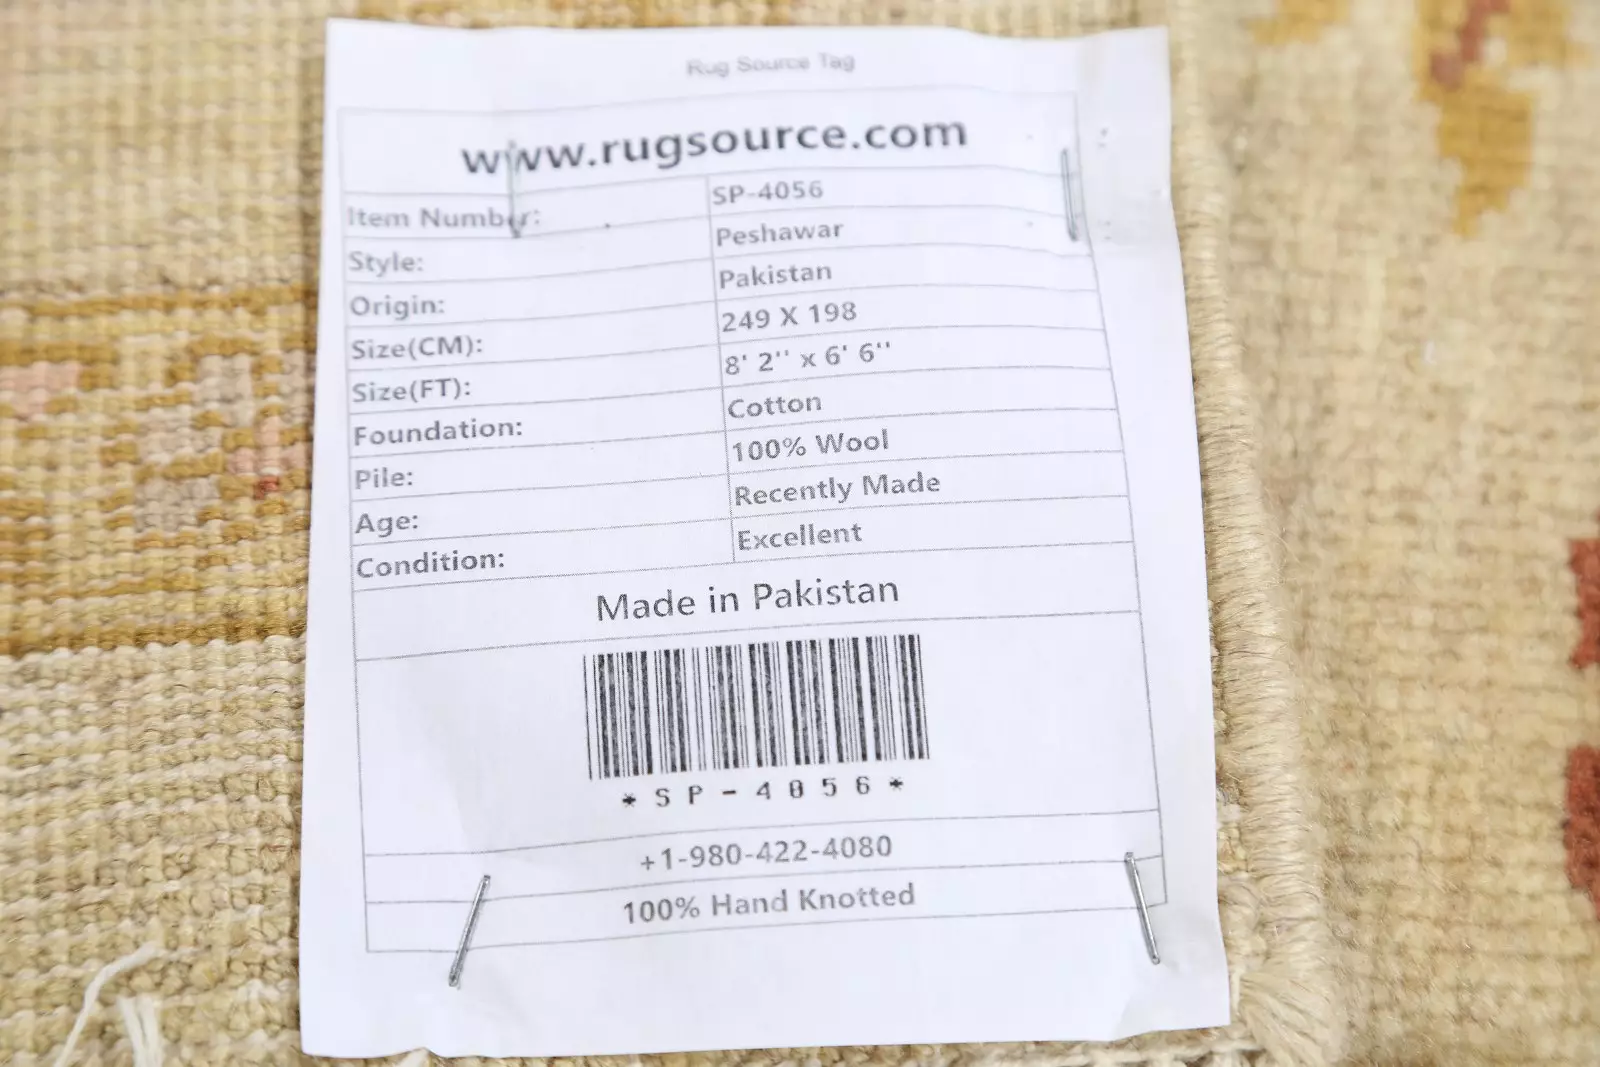 Rug Source Tag
www.rugsource.com
Item Number: SP-4056
Style: Peshawar
Origin: Pakistan
Size(CM): 249 X 198
Size(FT): 8' 2'' x 6' 6''
Foundation: Cotton
Pile: 100% Wool
Age: Recently Made
Condition: Excellent
Made in Pakistan
*SP-4056*
+1-980-422-4080
100% Hand Knotted